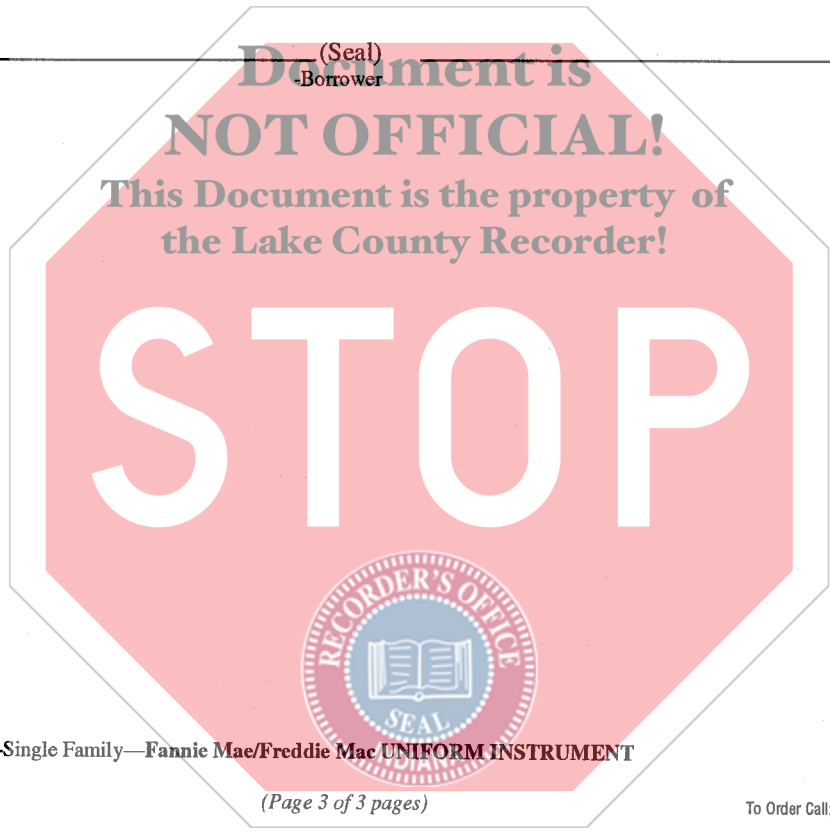 (Seal)
-Borrower
Document is
NOT OFFICIAL!
This Document is the property of
the Lake County Recorder!
STOP
RECORDER'S OFFICE
SEAL
INDIANA
-Single Family—Fannie Mae/Freddie Mac UNIFORM INSTRUMENT
(Page 3 of 3 pages)
To Order Call: